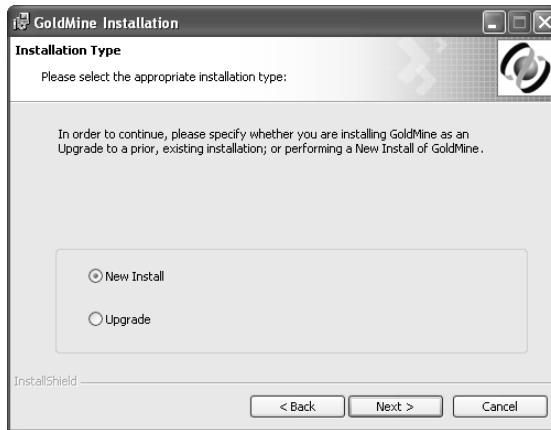 GoldMine Installation
Installation Type
Please select the appropriate installation type:
In order to continue, please specify whether you are installing GoldMine as an
Upgrade to a prior, existing installation; or performing a New Install of GoldMine.
New Install
Upgrade
InstallShield
< Back
Next >
Cancel